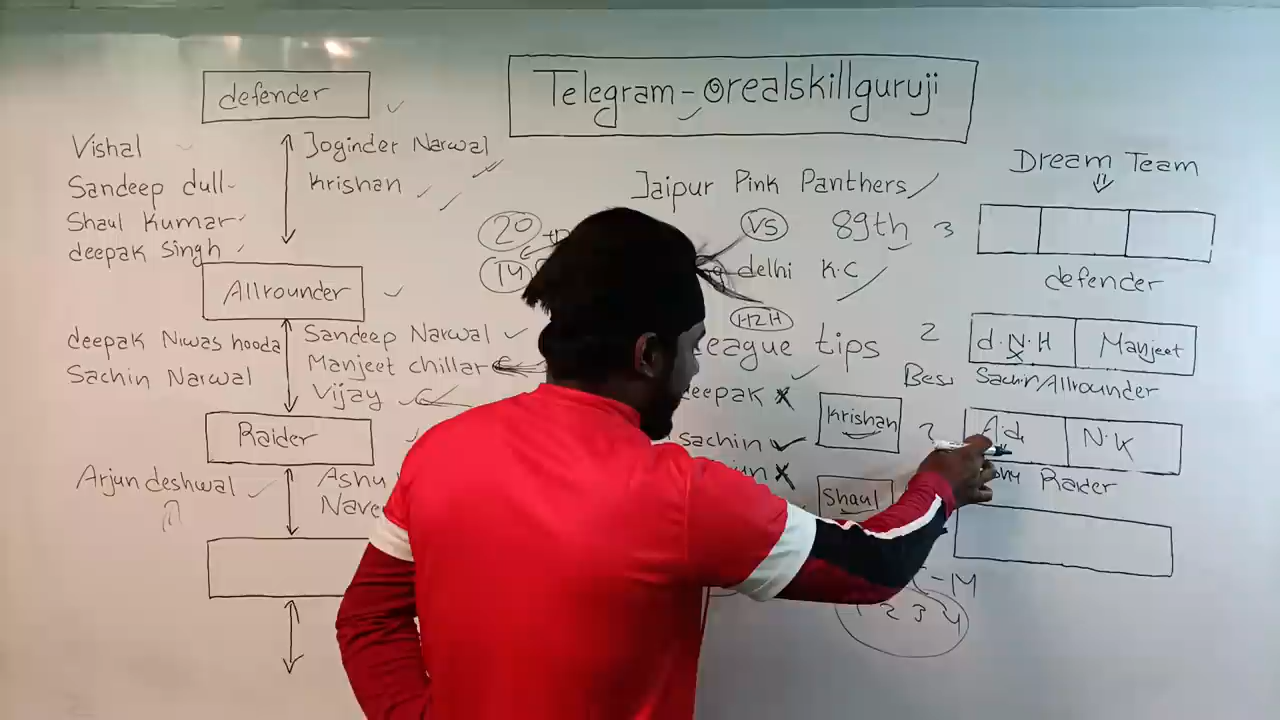 defender
Telegram-@realskillguruji
Vishal
Joginder Narwal
Sandeep dull
Krishan
Shaul Kumar
deepak Singh
Jaipur Pink Panthers
VS
89th
delhi K.C
20
14
H2H
league tips
Dream Team
3
defender
Allrounder
deepak Niwas hooda
Sandeep Narwal
Sachin Narwal
Manjeet chillar
Vijay
2
d.N.H
Manjeet
Sachin/Allrounder
deepak
Krishan
sachin
Shaul
Raider
Arjun deshwal
Ashu
N.K
Raider
1 2 3 4